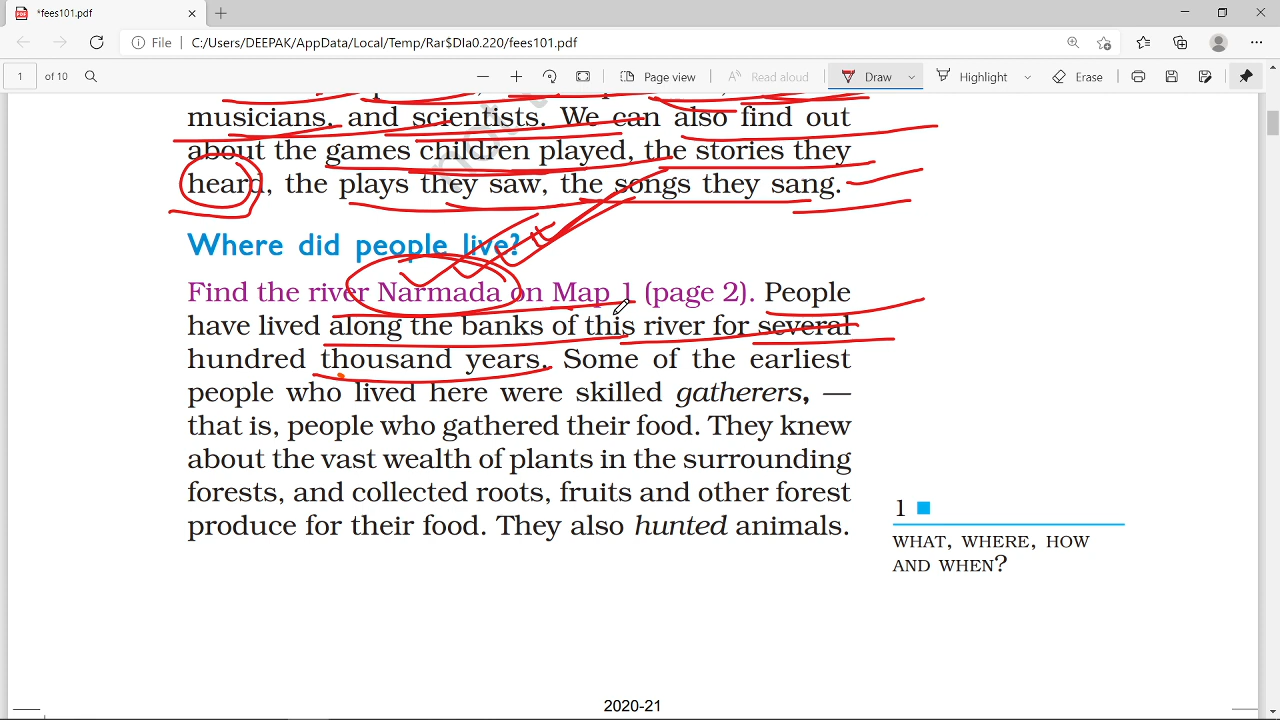 *fees101.pdf
File C:/Users/DEEPAK/AppData/Local/Temp/Rar$DIa0.220/fees101.pdf
1 of 10 Page view Read aloud Draw Highlight Erase
musicians, and scientists. We can also find out
about the games children played, the stories they
heard, the plays they saw, the songs they sang.
Where did people live?
Find the river Narmada on Map 1 (page 2). People
have lived along the banks of this river for several
hundred thousand years. Some of the earliest
people who lived here were skilled gatherers, —
that is, people who gathered their food. They knew
about the vast wealth of plants in the surrounding
forests, and collected roots, fruits and other forest
produce for their food. They also hunted animals.
1
WHAT, WHERE, HOW
AND WHEN?
2020-21